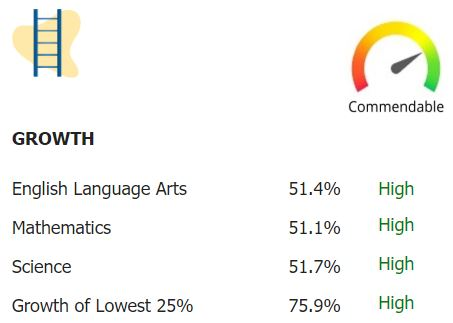 Commendable
GROWTH
English Language Arts 51.4% High
Mathematics 51.1% High
Science 51.7% High
Growth of Lowest 25% 75.9% High